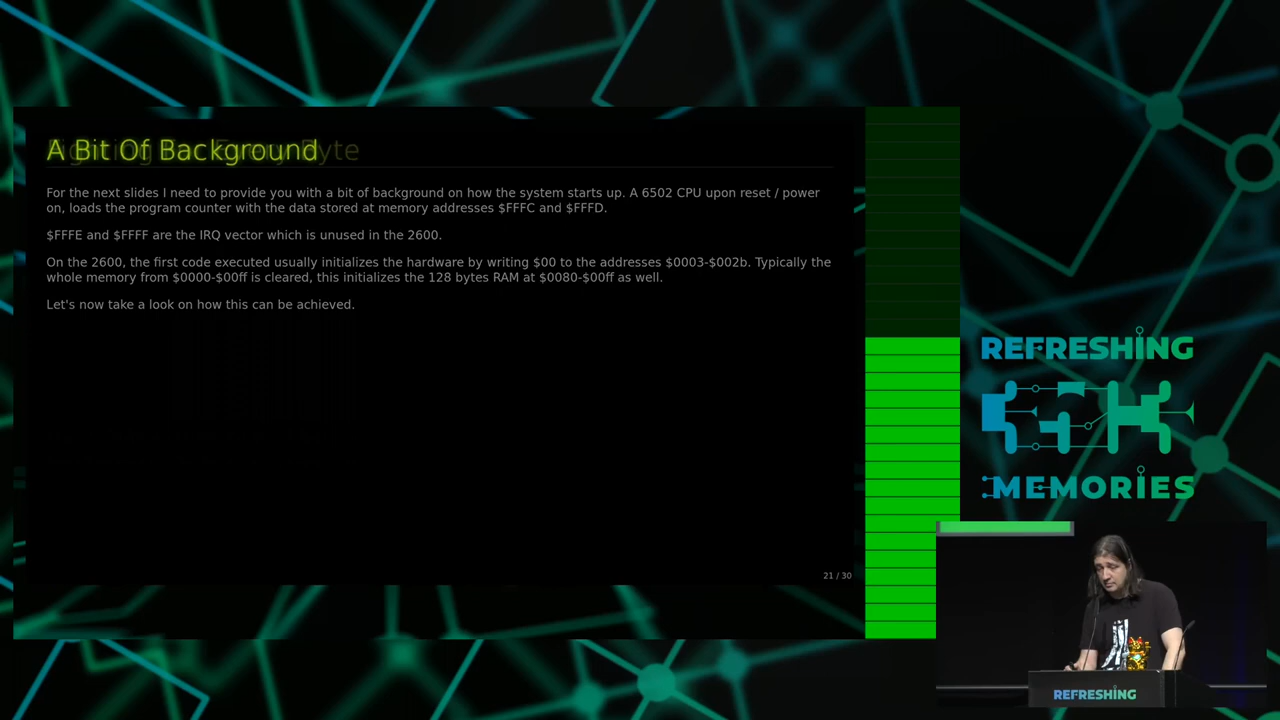 A Bit Of Background
For the next slides I need to provide you with a bit of background on how the system starts up. A 6502 CPU upon reset / power
on, loads the program counter with the data stored at memory addresses $FFFC and $FFFD.
$FFFE and $FFFF are the IRQ vector which is unused in the 2600.
On the 2600, the first code executed usually initializes the hardware by writing $00 to the addresses $0003-$002b. Typically the
whole memory from $0000-$00ff is cleared, this initializes the 128 bytes RAM at $0080-$00ff as well.
Let's now take a look on how this can be achieved.
21 / 30
REFRESHING
MEMORIES
REFRESHING